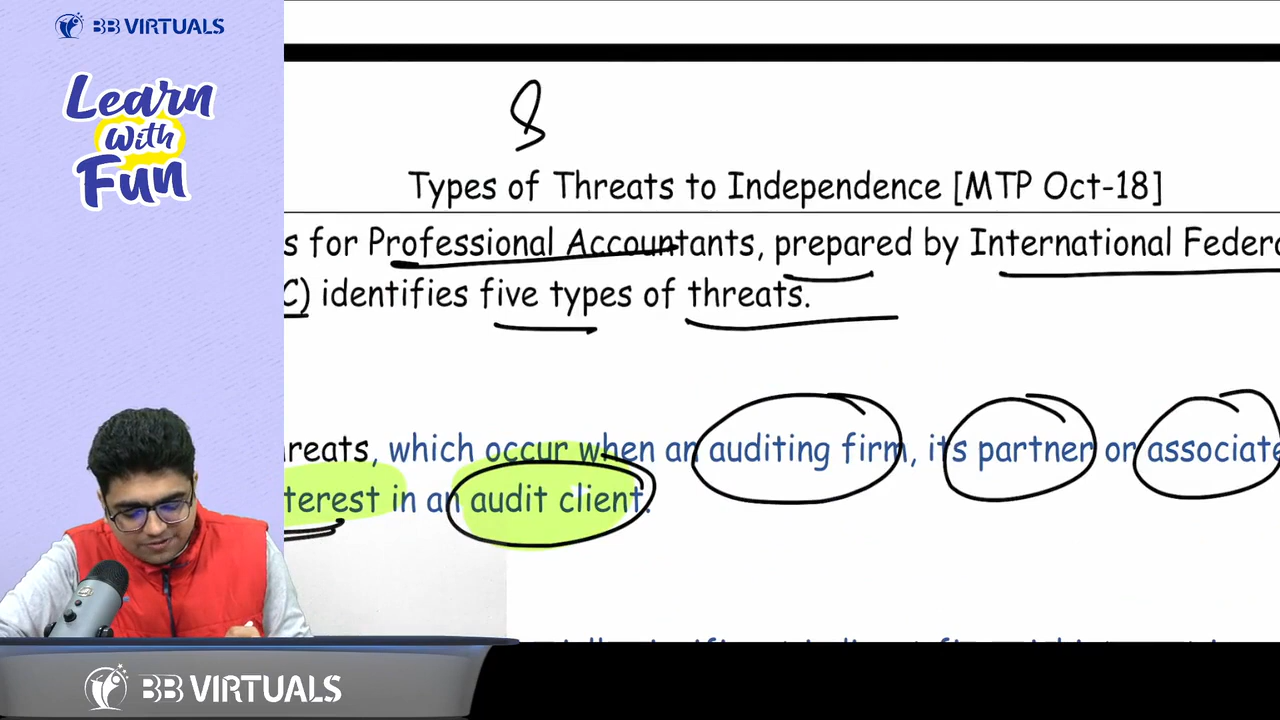 BB VIRTUALS
Learn
with
Fun
8
Types of Threats to Independence [MTP Oct-18]
s for Professional Accountants, prepared by International Federa
C) identifies five types of threats.
hreats, which occur when an auditing firm, its partner or associate
terest in an audit client.
BB VIRTUALS